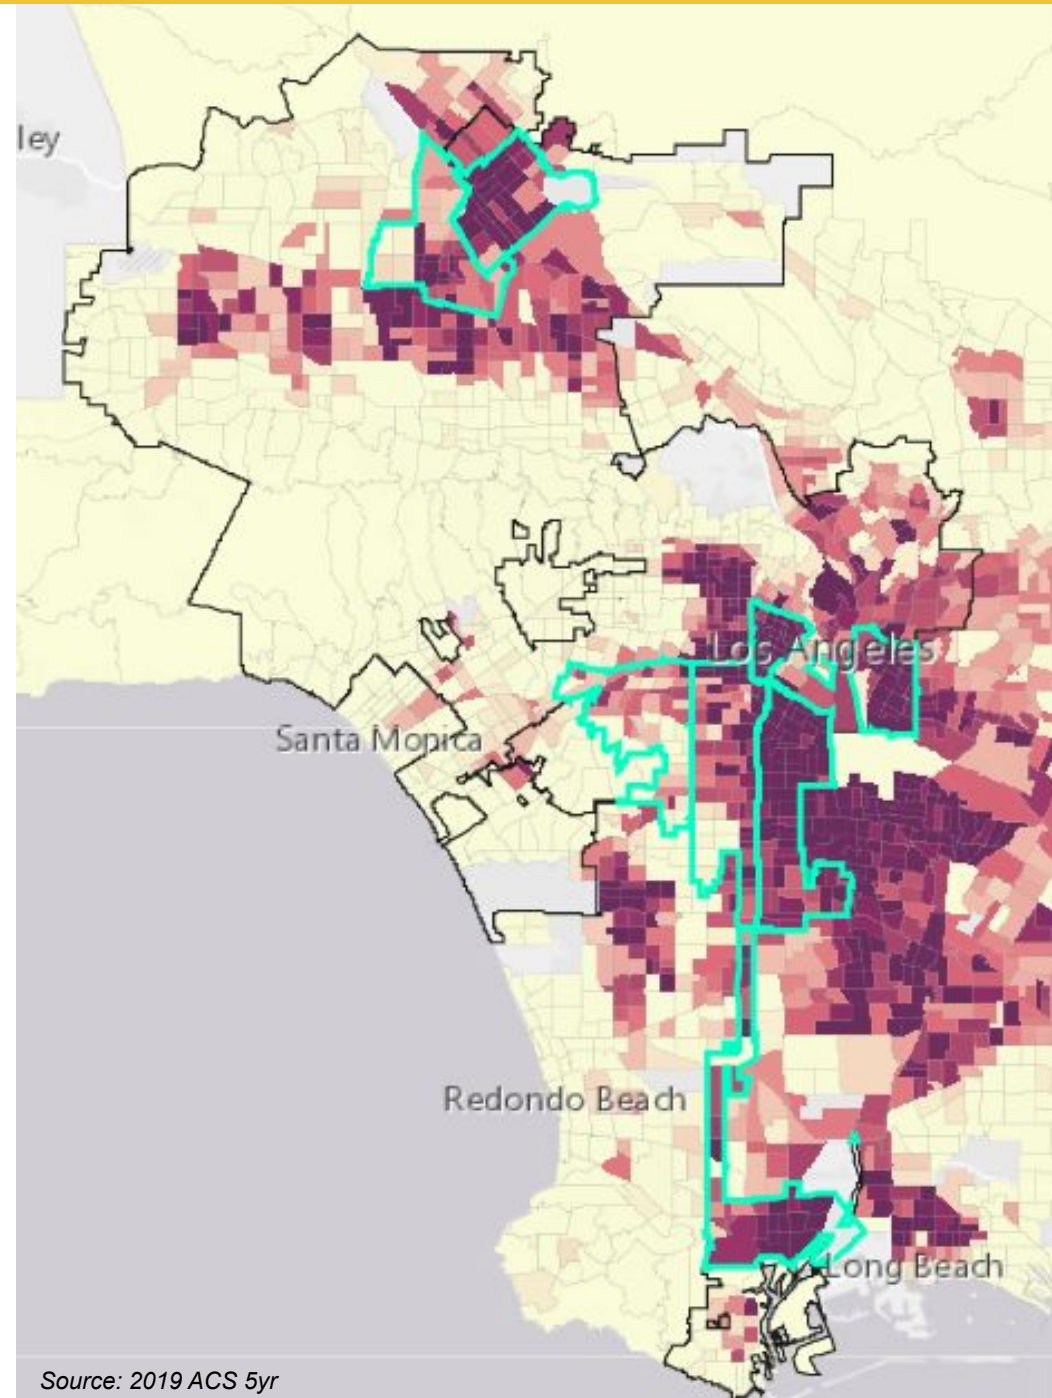 ley
Los Angeles
Santa Monica
Redondo Beach
Long Beach
Source: 2019 ACS 5yr